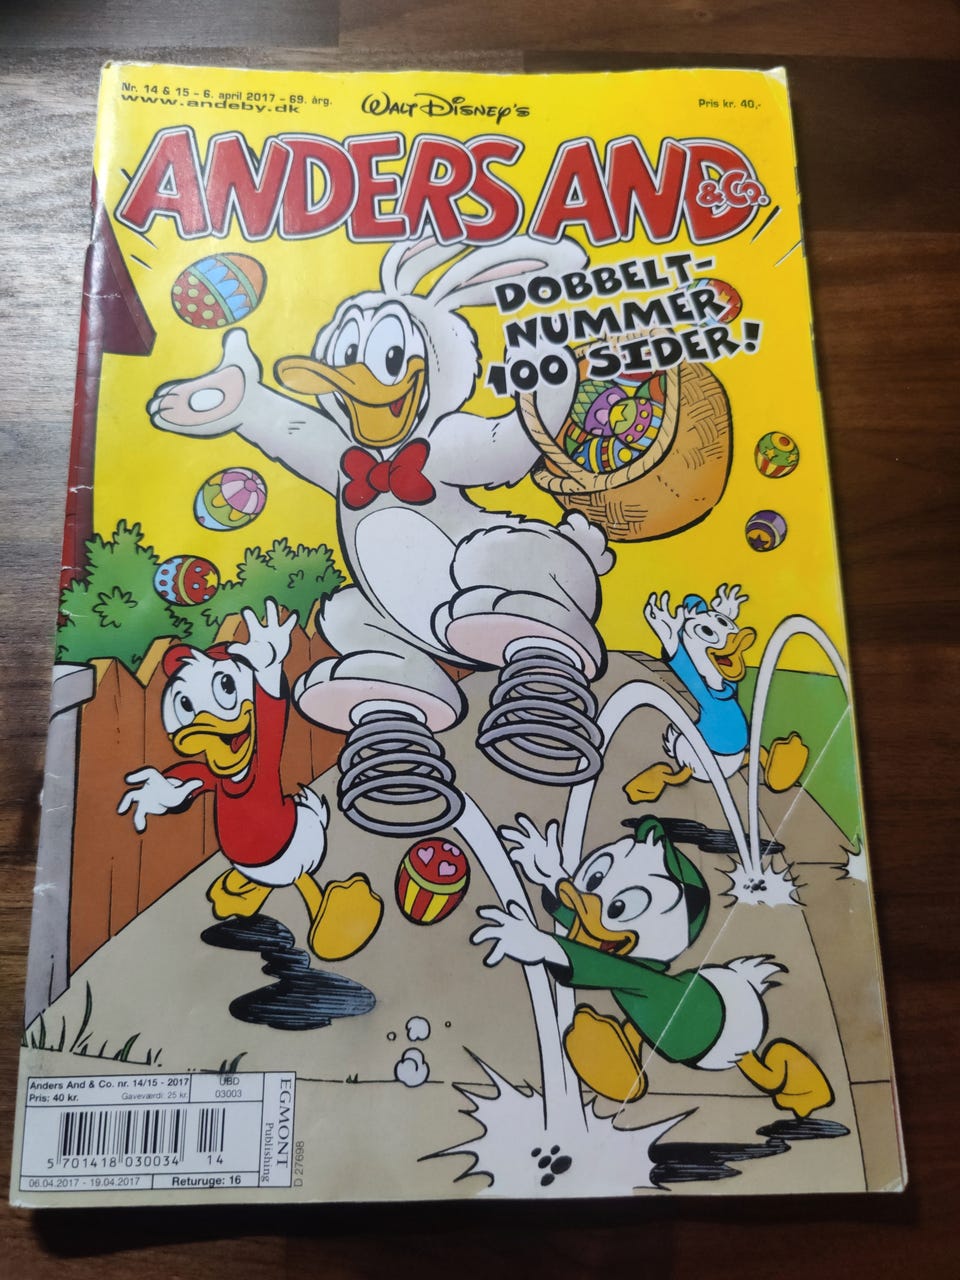 Nr. 14 & 15 - 6. april 2017 - 69. årg.
www.andeby.dk
WALT DISNEY'S
Pris kr. 40,-
ANDERS AND
& Co.
DOBBELT-
NUMMER
100 SIDER!
Anders And & Co. nr. 14/15 - 2017
Pris: 40 kr.
Gaveværdi: 25 kr.
UBD
03003
EGMONT
Publishing
D 27698
5 701418 030034
14
06.04.2017 - 19.04.2017
Returuge: 16